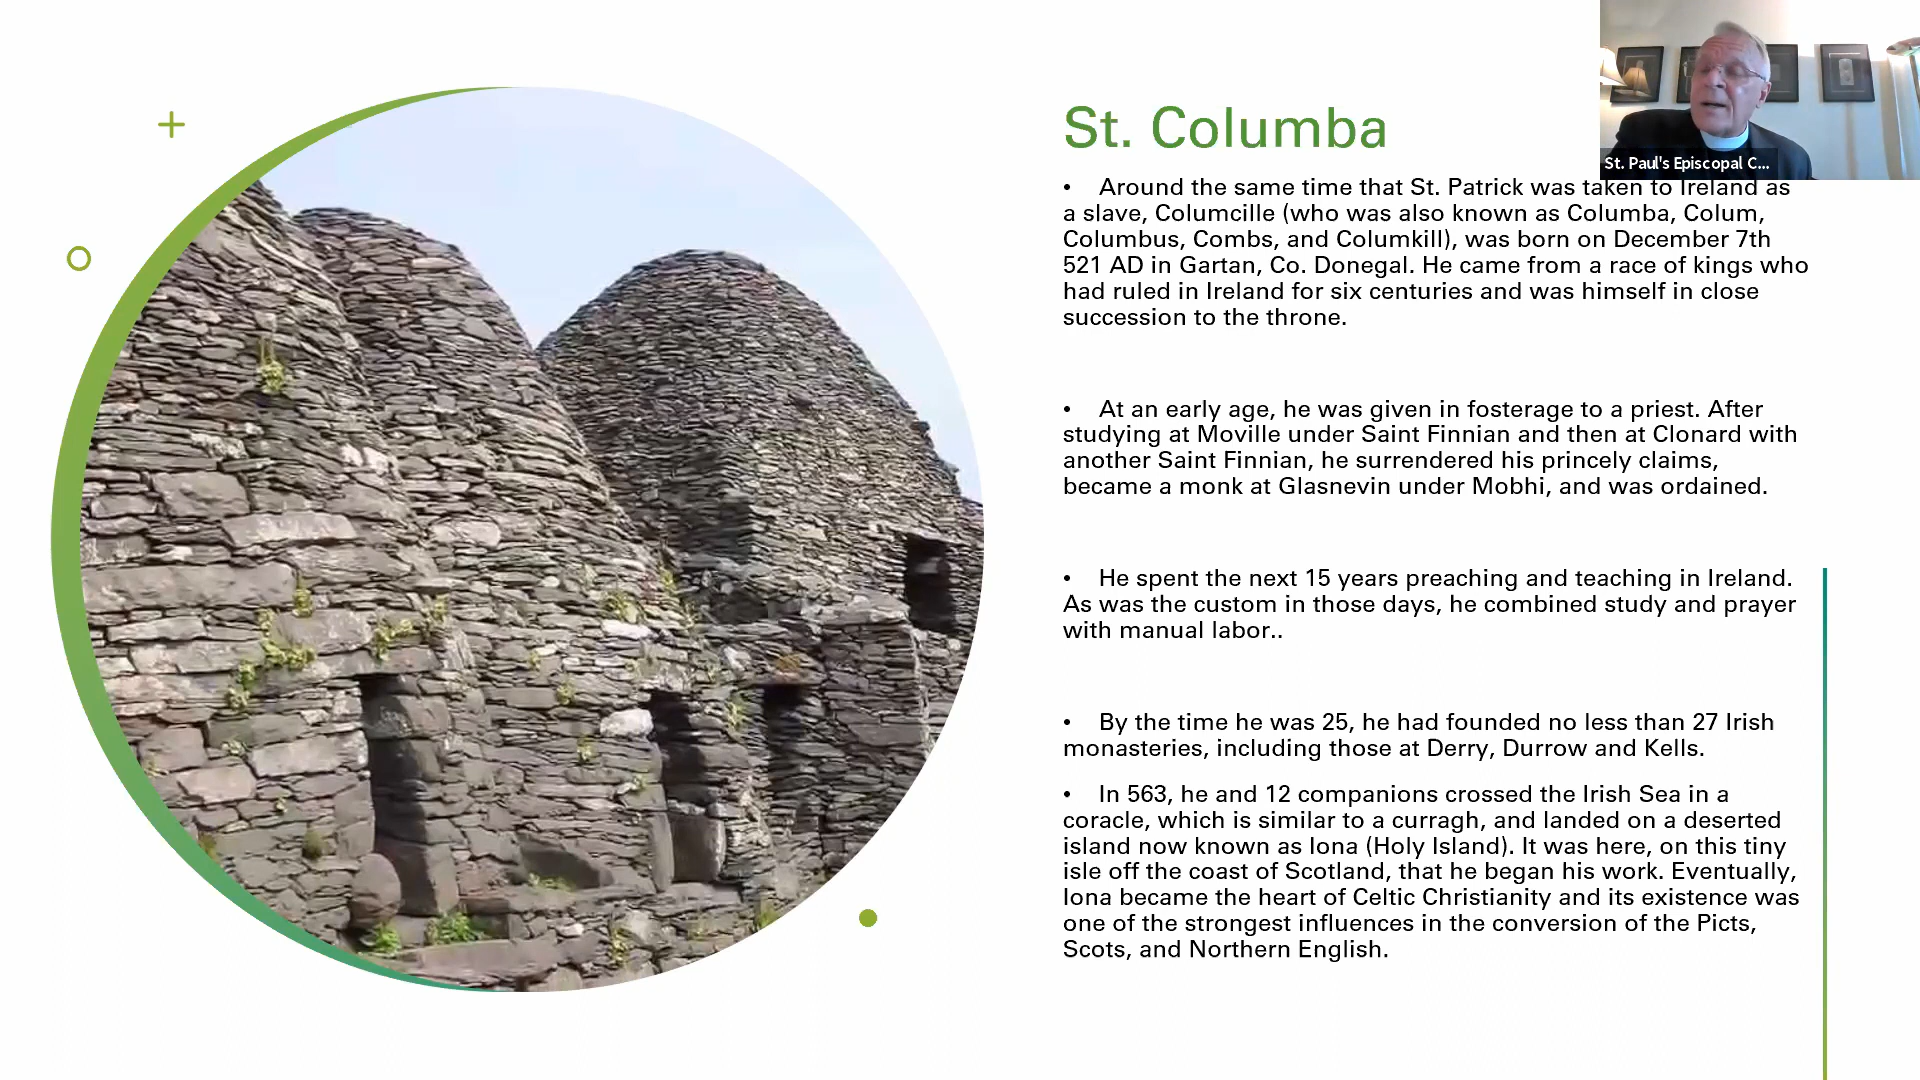 St. Paul's Episcopal C...
St. Columba
• Around the same time that St. Patrick was taken to Ireland as
a slave, Columcille (who was also known as Columba, Colum,
Columbus, Combs, and Columkill), was born on December 7th
521 AD in Gartan, Co. Donegal. He came from a race of kings who
had ruled in Ireland for six centuries and was himself in close
succession to the throne.
• At an early age, he was given in fosterage to a priest. After
studying at Moville under Saint Finnian and then at Clonard with
another Saint Finnian, he surrendered his princely claims,
became a monk at Glasnevin under Mobhi, and was ordained.
• He spent the next 15 years preaching and teaching in Ireland.
As was the custom in those days, he combined study and prayer
with manual labor..
• By the time he was 25, he had founded no less than 27 Irish
monasteries, including those at Derry, Durrow and Kells.
• In 563, he and 12 companions crossed the Irish Sea in a
coracle, which is similar to a curragh, and landed on a deserted
island now known as Iona (Holy Island). It was here, on this tiny
isle off the coast of Scotland, that he began his work. Eventually,
Iona became the heart of Celtic Christianity and its existence was
one of the strongest influences in the conversion of the Picts,
Scots, and Northern English.